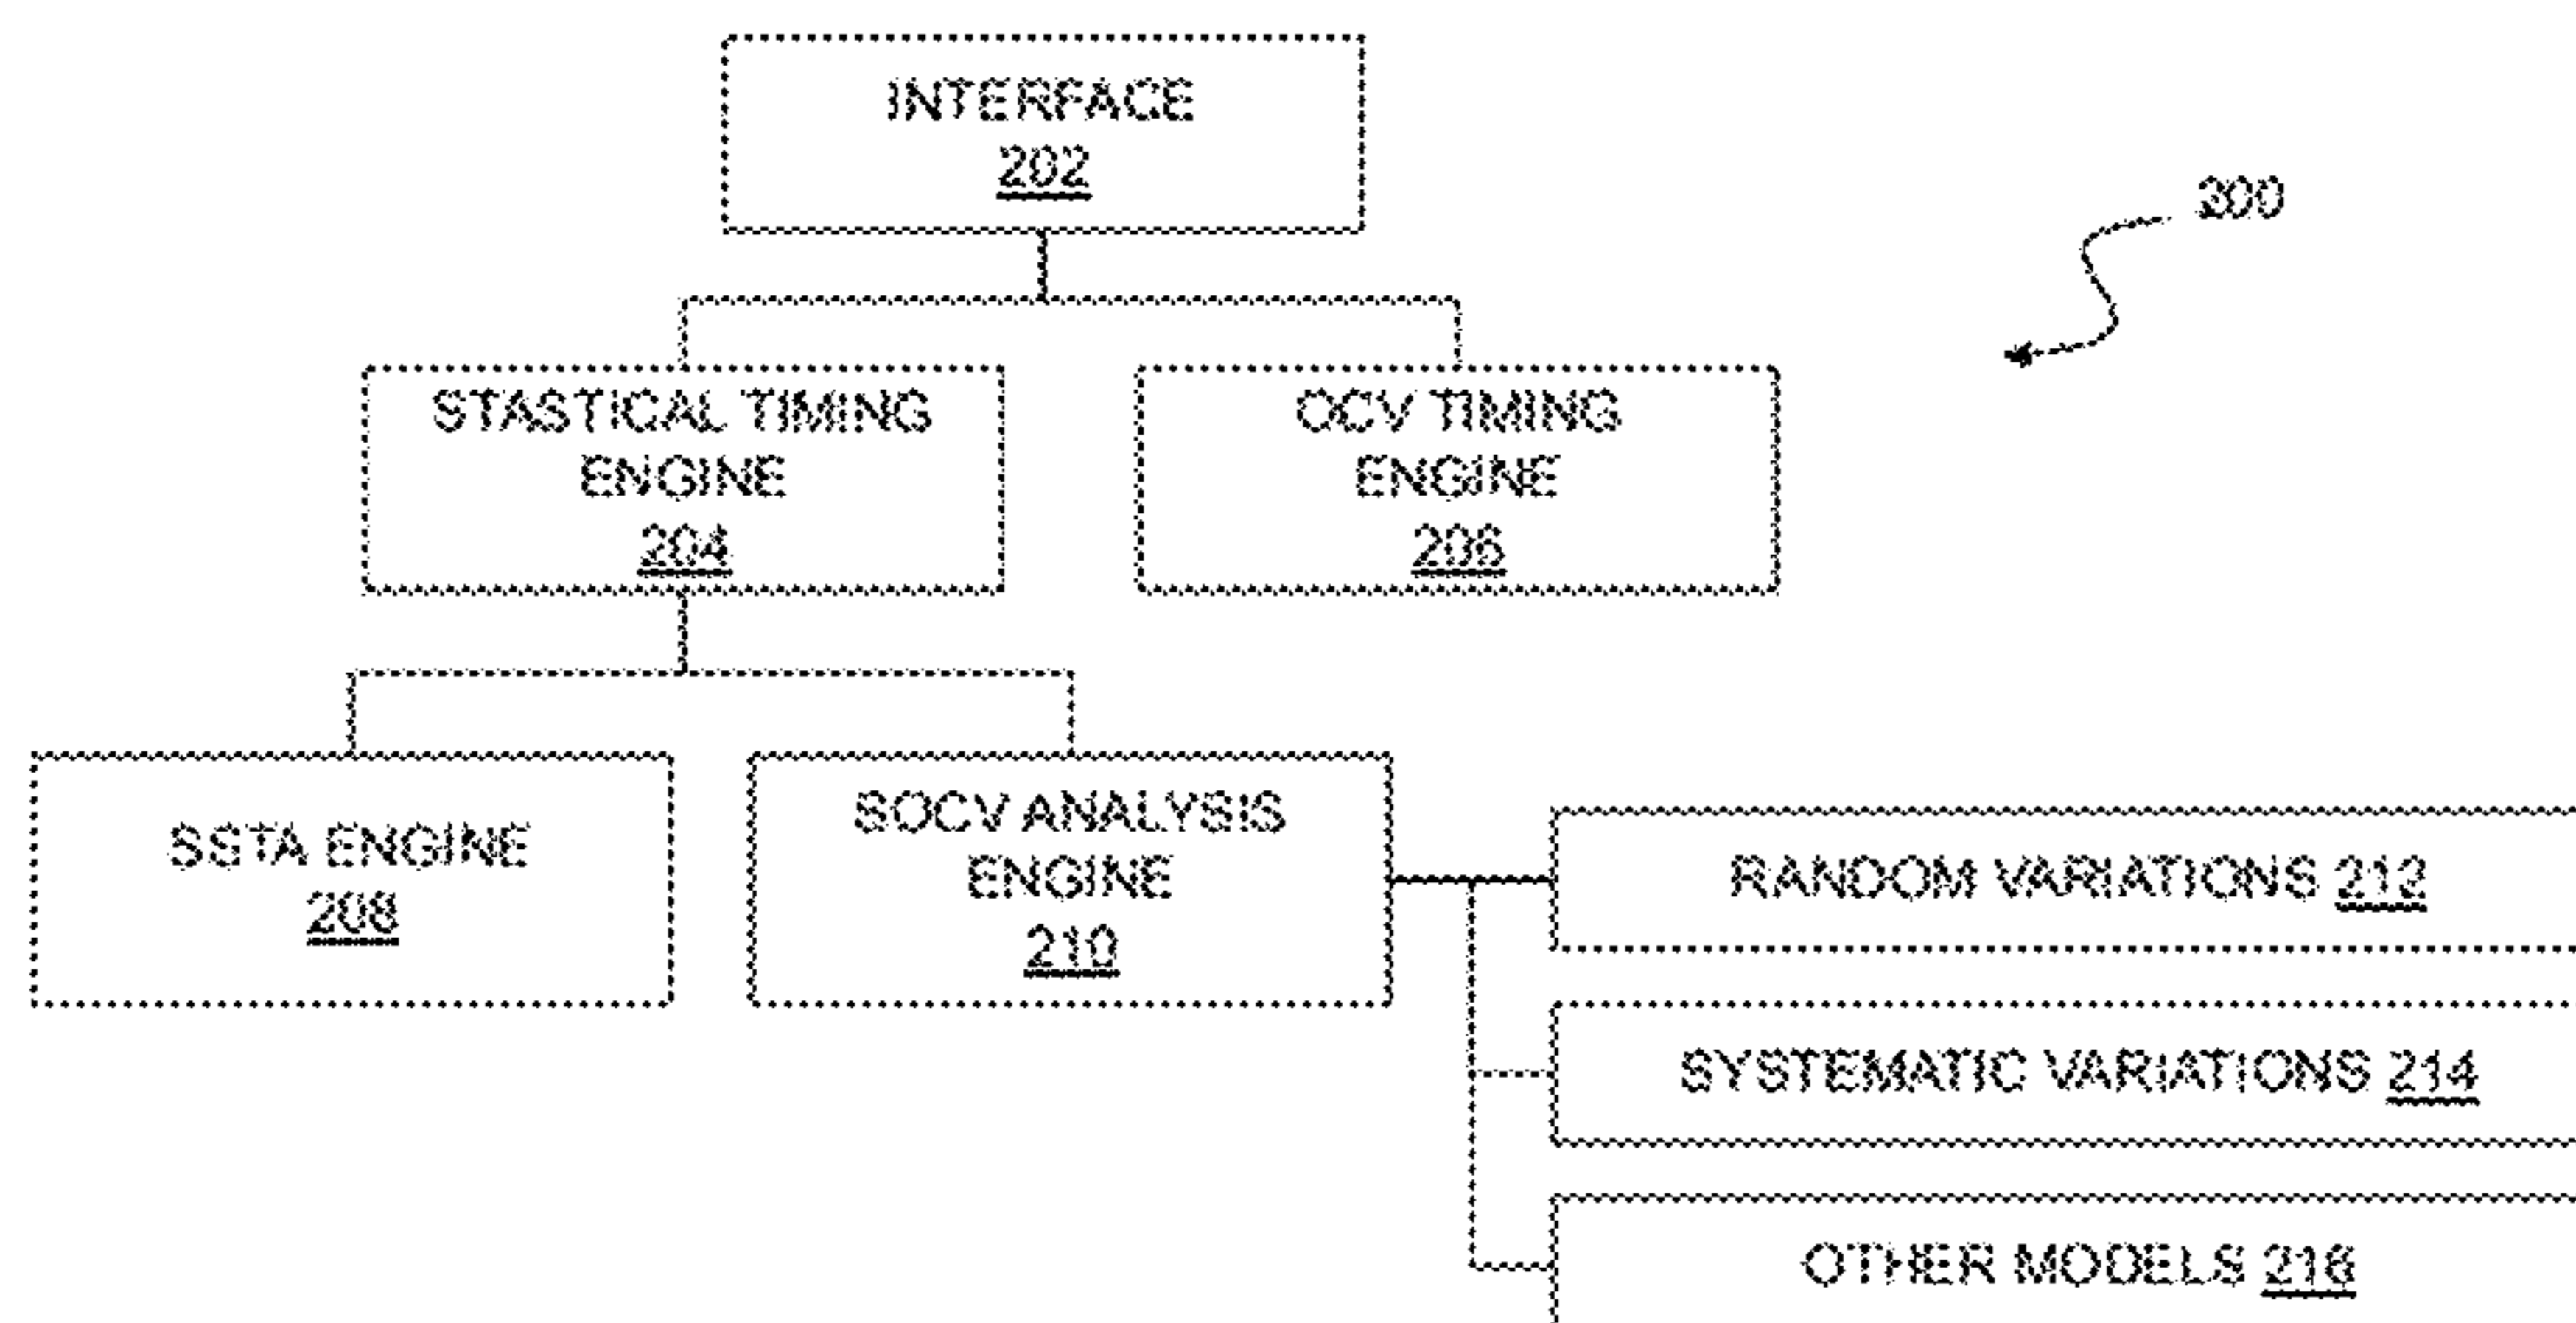 INTERFACE
202
200
STASTICAL TIMING
ENGINE
204
OCV TIMING
ENGINE
206
SSTA ENGINE
208
SOCV ANALYSIS
ENGINE
210
RANDOM VARIATIONS 212
SYSTEMATIC VARIATIONS 214
OTHER MODELS 216